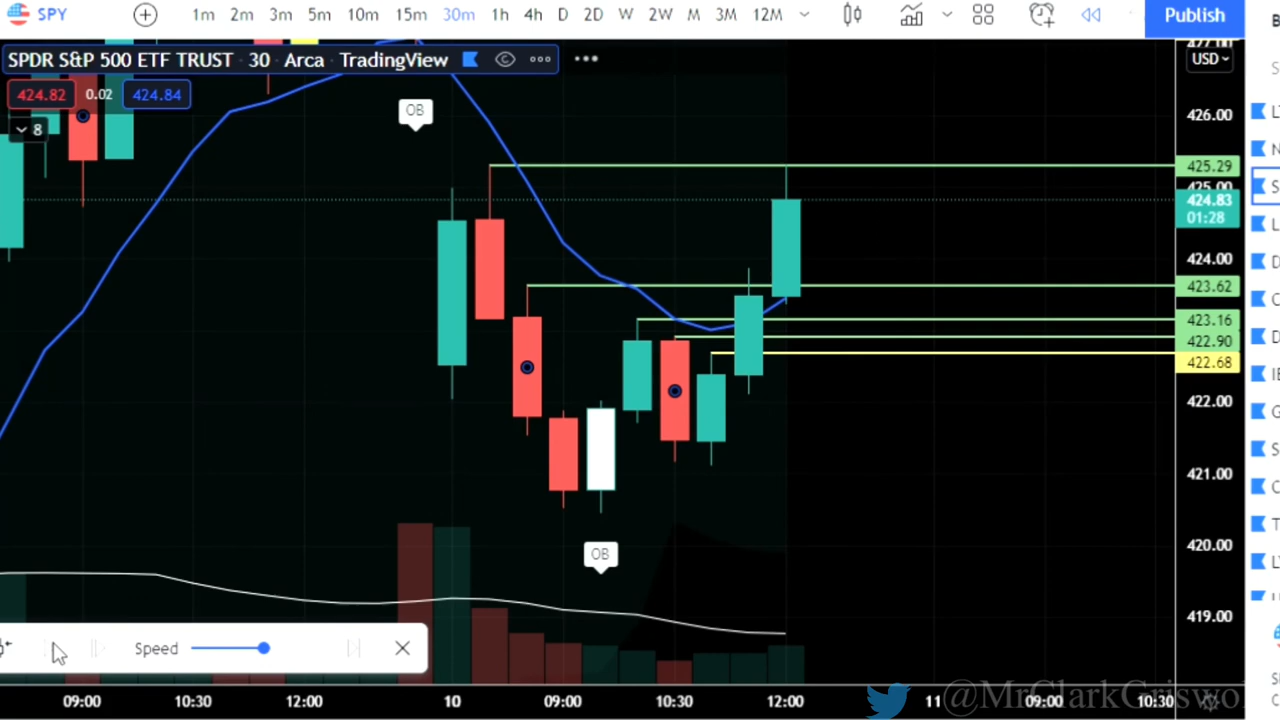 SPY 1m 2m 3m 5m 10m 15m 30m 1h 4h D 2D W 2W M 3M 12M Publish
SPDR S&P 500 ETF TRUST · 30 · Arca · TradingView
424.82 0.02 424.84
8
OB
OB
USD
426.00
425.29
425.00
424.83
01:28
424.00
423.62
423.16
422.90
422.68
422.00
421.00
420.00
419.00
Speed
09:00 10:30 12:00 10 09:00 10:30 12:00 11 09:00 10:30
@MrClarkGriswo